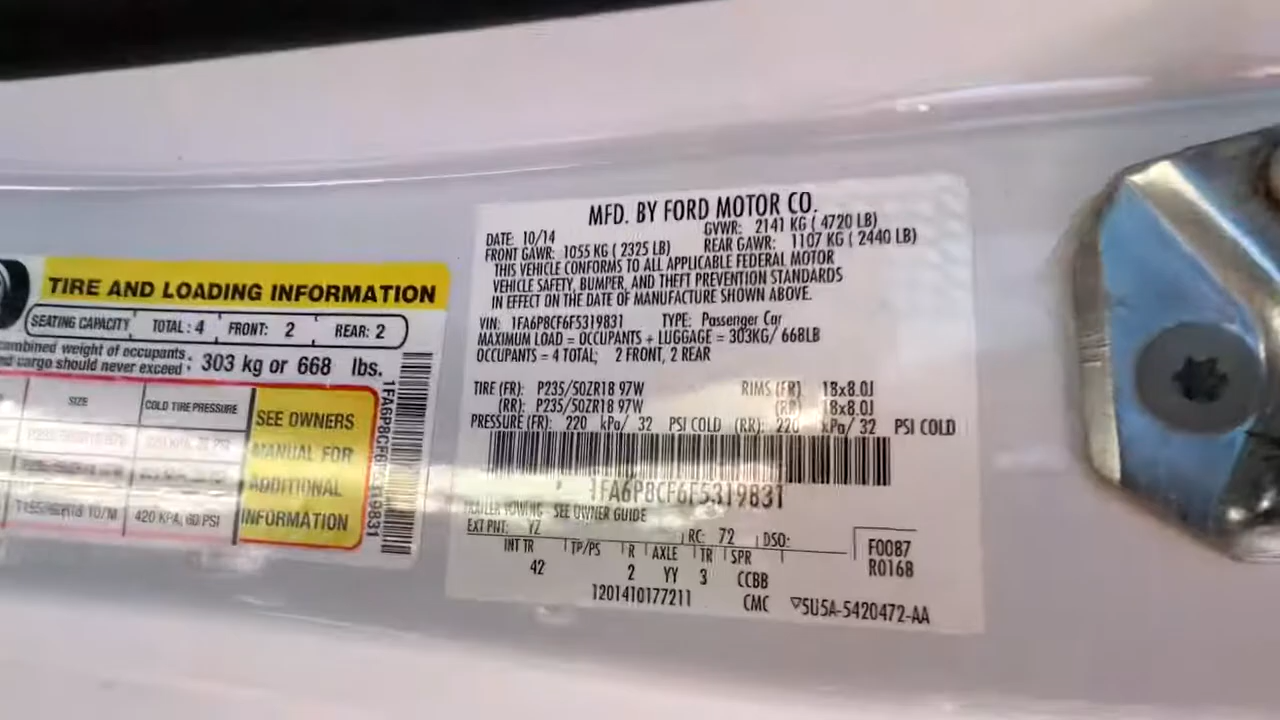 TIRE AND LOADING INFORMATION
SEATING CAPACITY TOTAL: 4 FRONT: 2 REAR: 2
combined weight of occupants
and cargo should never exceed: 303 kg or 668 lbs.
SIZE COLD TIRE PRESSURE
SEE OWNERS
MANUAL FOR
ADDITIONAL
INFORMATION
420 KPA, 60 PSI
1FA6P8CF6F5319831
MFD. BY FORD MOTOR CO.
DATE: 10/14 GVWR: 2141 KG ( 4720 LB)
FRONT GAWR: 1055 KG ( 2325 LB) REAR GAWR: 1107 KG ( 2440 LB)
THIS VEHICLE CONFORMS TO ALL APPLICABLE FEDERAL MOTOR
VEHICLE SAFETY, BUMPER, AND THEFT PREVENTION STANDARDS
IN EFFECT ON THE DATE OF MANUFACTURE SHOWN ABOVE.
VIN: 1FA6P8CF6F5319831 TYPE: Passenger Car
MAXIMUM LOAD = OCCUPANTS + LUGGAGE = 303KG/ 668LB
OCCUPANTS = 4 TOTAL; 2 FRONT, 2 REAR
TIRE (FR): P235/50ZR18 97W RIMS (FR) 18x8.0J
(RR): P235/50ZR18 97W (RR) 18x8.0J
PRESSURE (FR): 220 kPa/ 32 PSI COLD (RR): 220 kPa/ 32 PSI COLD
1FA6P8CF6F5319831
TRAILER TOWING - SEE OWNER GUIDE
EXT PNT: YZ RC: 72 DSO:
INT TR TP/PS R AXLE TR SPR
42 2 YY 3 CCBB
F0087
R0168
1201410177211 CMC ▽5U5A-5420472-AA